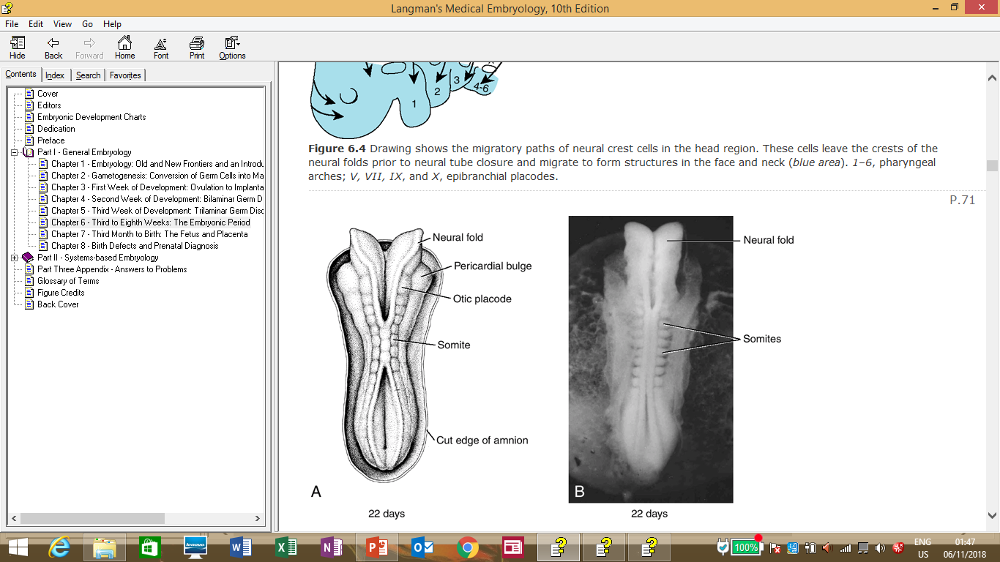 Langman's Medical Embryology, 10th Edition
File Edit View Go Help
Hide Back Forward Home Font Print Options
Contents Index Search Favorites
Cover
Editors
Embryonic Development Charts
Dedication
Preface
Part I - General Embryology
Chapter 1 - Embryology: Old and New Frontiers and an Introdu
Chapter 2 - Gametogenesis: Conversion of Germ Cells into Ma
Chapter 3 - First Week of Development: Ovulation to Implanta
Chapter 4 - Second Week of Development: Bilaminar Germ D
Chapter 5 - Third Week of Development: Trilaminar Germ Disc
Chapter 6 - Third to Eighth Weeks: The Embryonic Period
Chapter 7 - Third Month to Birth: The Fetus and Placenta
Chapter 8 - Birth Defects and Prenatal Diagnosis
Part II - Systems-based Embryology
Part Three Appendix - Answers to Problems
Glossary of Terms
Figure Credits
Back Cover
1 2 3 4-6
Figure 6.4 Drawing shows the migratory paths of neural crest cells in the head region. These cells leave the crests of the
neural folds prior to neural tube closure and migrate to form structures in the face and neck (blue area). 1–6, pharyngeal
arches; V, VII, IX, and X, epibranchial placodes.
P.71
Neural fold
Pericardial bulge
Otic placode
Somite
Cut edge of amnion
A
22 days
Neural fold
Somites
B
22 days
lenovo
W X N P O
100%
ENG
US
01:47
06/11/2018